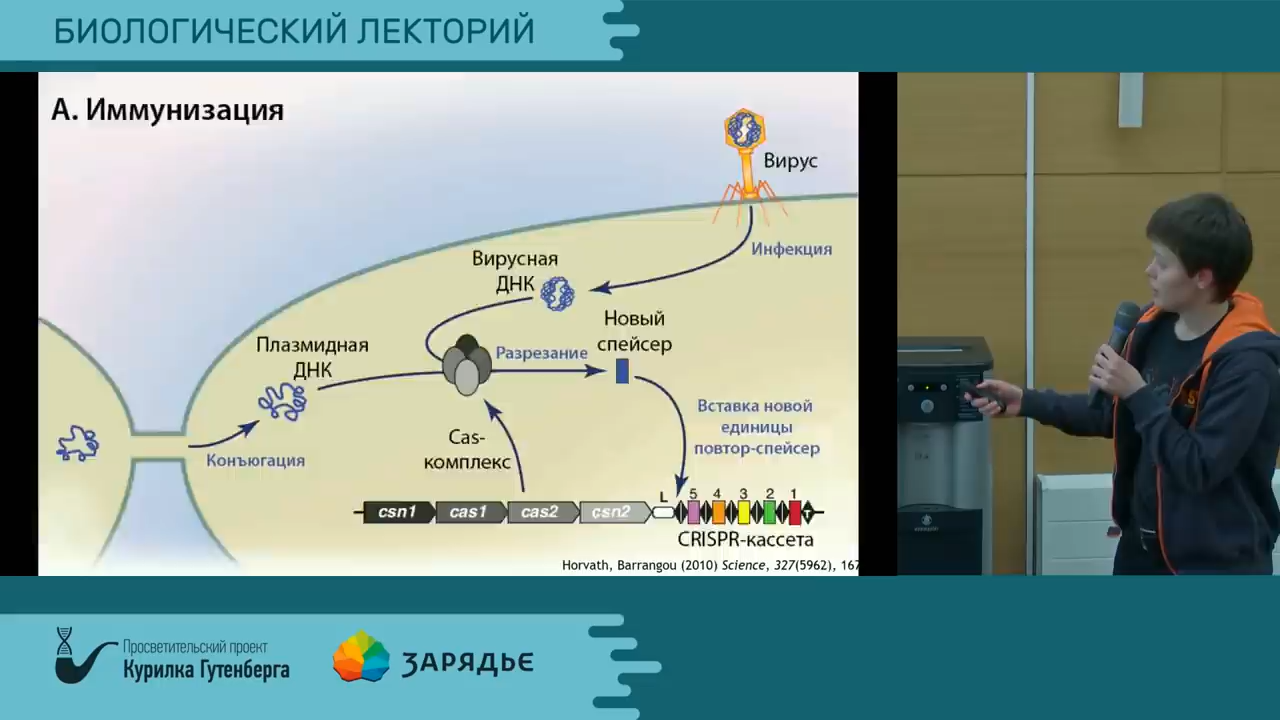 БИОЛОГИЧЕСКИЙ ЛЕКТОРИЙ
А. Иммунизация
Вирус
Инфекция
Вирусная
ДНК
Новый
спейсер
Плазмидная
ДНК
Разрезание
Вставка новой
единицы
повтор-спейсер
Cas-
комплекс
Конъюгация
L
5 4 3 2 1
csn1 cas1 cas2 csn2
T
CRISPR-кассета
Horvath, Barrangou (2010) Science, 327(5962), 167
Просветительский проект
Курилка Гутенберга
ЗАРЯДЬЕ